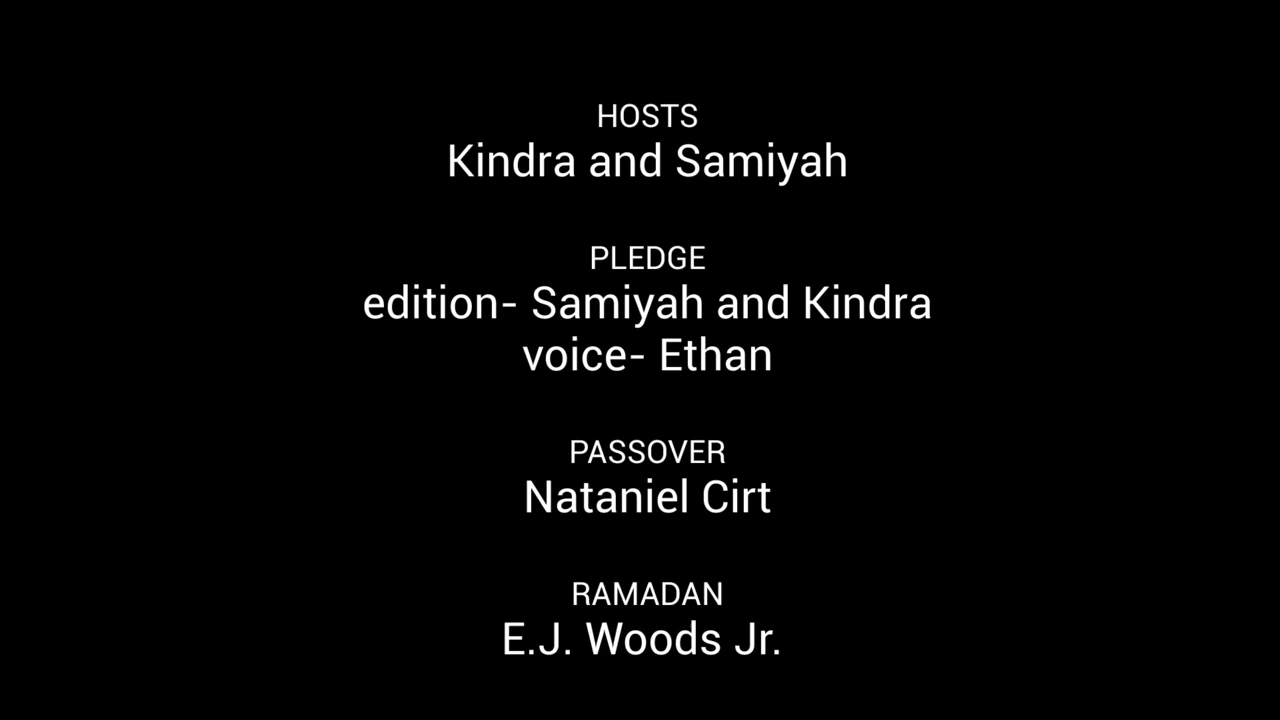 HOSTS
Kindra and Samiyah
PLEDGE
edition- Samiyah and Kindra
voice- Ethan
PASSOVER
Nataniel Cirt
RAMADAN
E.J. Woods Jr.